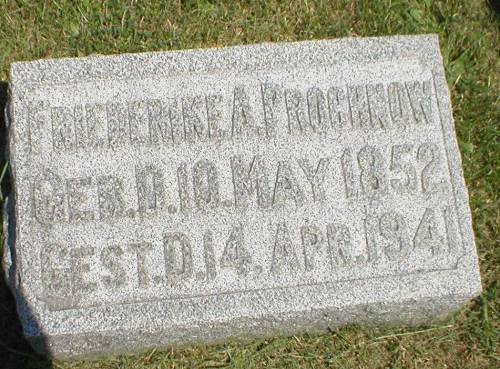 FRIEDERIKE A. PROCHNOW
GEB. D. 10. MAY 1852
GEST. D. 14. APR. 1941